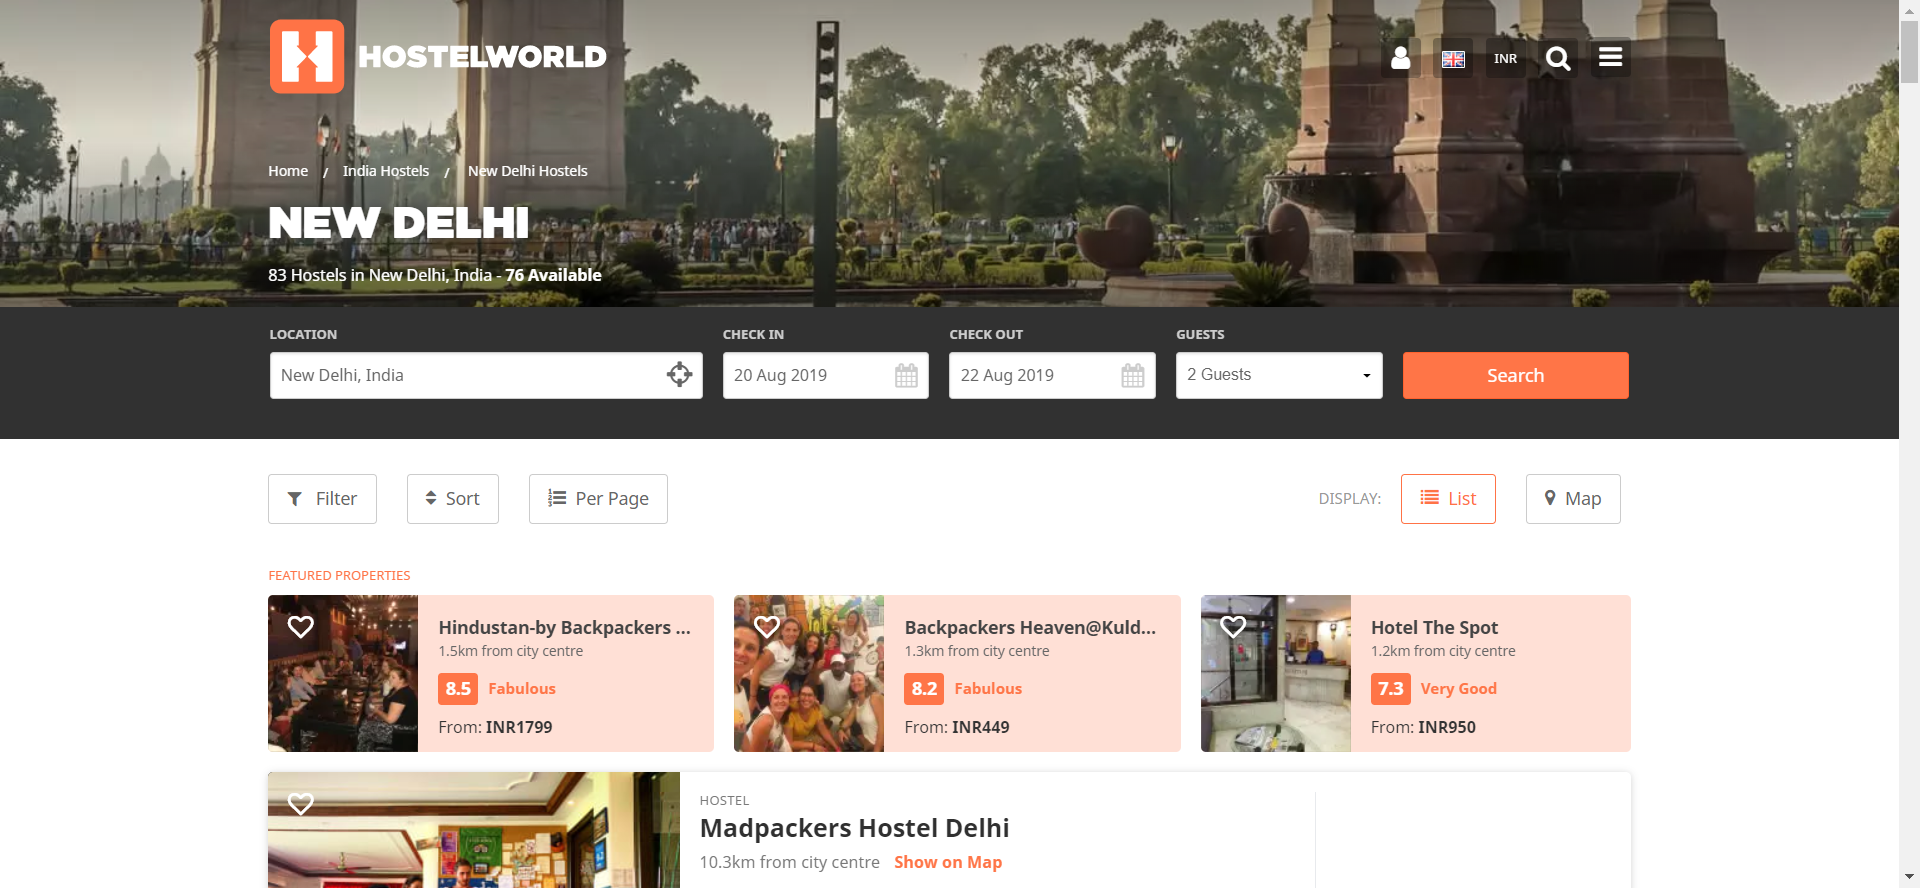 HOSTELWORLD
INR
Home / India Hostels / New Delhi Hostels
NEW DELHI
83 Hostels in New Delhi, India - 76 Available
LOCATION
CHECK IN
CHECK OUT
GUESTS
New Delhi, India
20 Aug 2019
22 Aug 2019
2 Guests
Search
Filter
Sort
Per Page
DISPLAY:
List
Map
FEATURED PROPERTIES
Hindustan-by Backpackers ...
1.5km from city centre
8.5 Fabulous
From: INR1799
Backpackers Heaven@Kuld...
1.3km from city centre
8.2 Fabulous
From: INR449
Hotel The Spot
1.2km from city centre
7.3 Very Good
From: INR950
HOSTEL
Madpackers Hostel Delhi
10.3km from city centre Show on Map